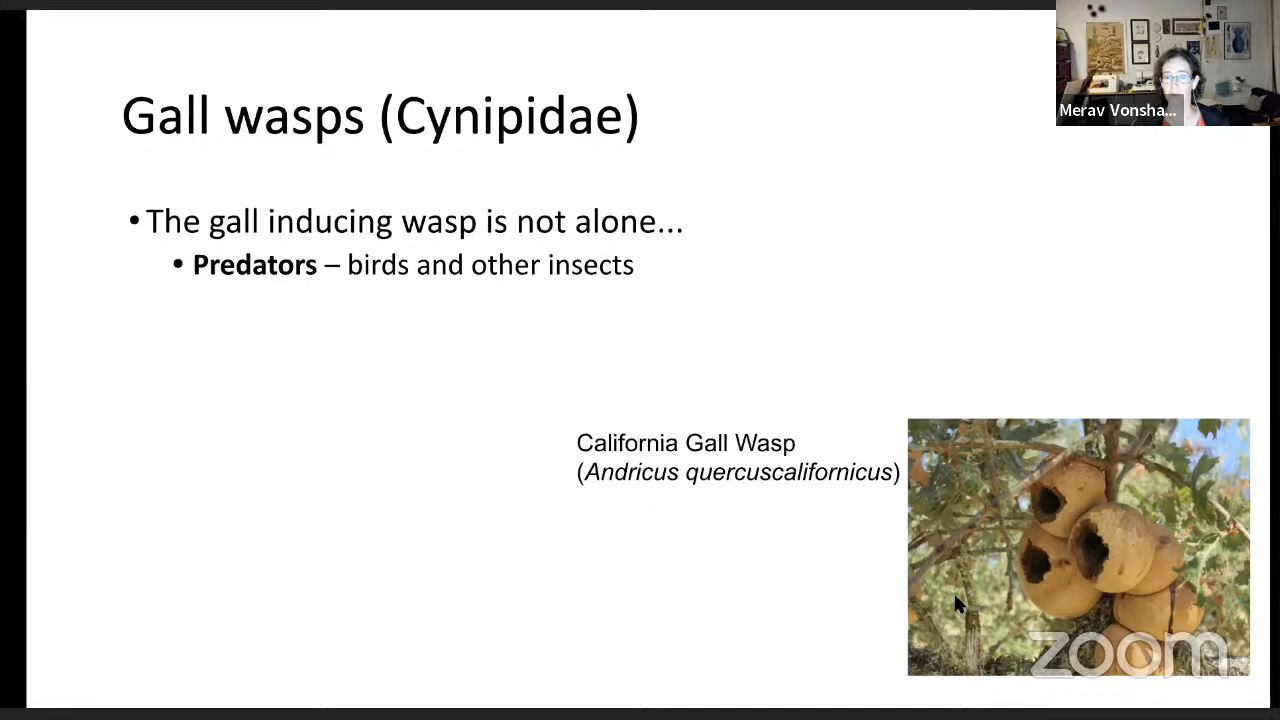 Merav Vonsha...
Gall wasps (Cynipidae)
• The gall inducing wasp is not alone...
• Predators – birds and other insects
California Gall Wasp
(Andricus quercuscalifornicus)
zoom